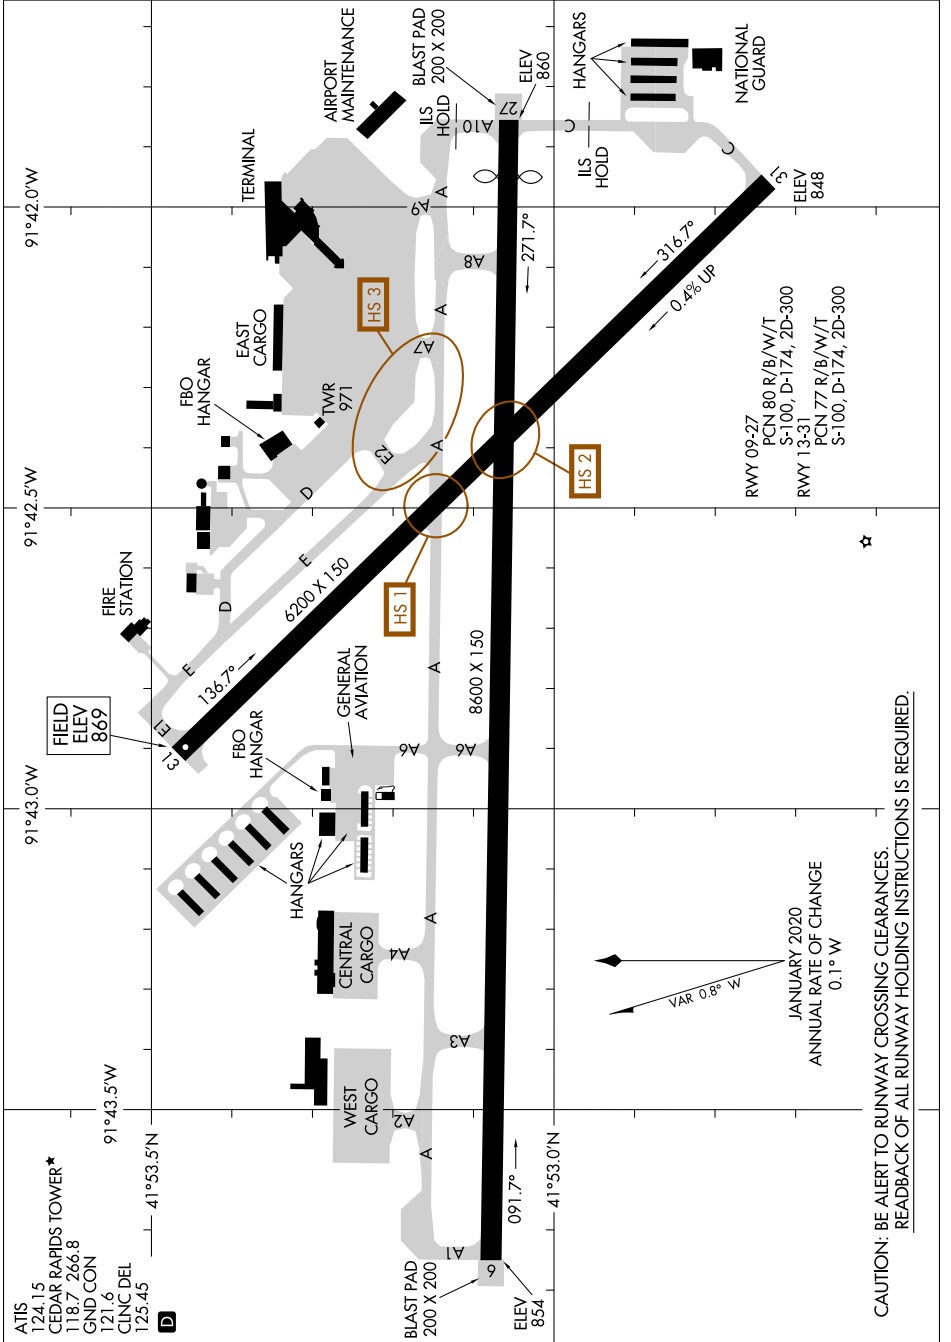 ATIS
124.15
CEDAR RAPIDS TOWER★
118.7 266.8
GND CON
121.6
CLNC DEL
125.45
D
91°43.5'W
91°43.0'W
91°42.5'W
91°42.0'W
41°53.5'N
41°53.0'N
FIELD
ELEV
869
FIRE
STATION
FBO
HANGAR
EAST
CARGO
TERMINAL
AIRPORT
MAINTENANCE
TWR
971
HS 3
BLAST PAD
200 X 200
ILS
HOLD
ELEV
860
HANGARS
NATIONAL
GUARD
13
E1
E
D
E
D
E2
136.7°
6200 X 150
FBO
HANGAR
GENERAL
AVIATION
HANGARS
CENTRAL
CARGO
WEST
CARGO
A7
A9
A
A
A
A
A
A
A
A1
A2
A3
A4
A6
A6
A8
A10
HS 1
HS 2
8600 X 150
271.7°
27
C
ILS
HOLD
C
31
ELEV
848
316.7°
0.4% UP
BLAST PAD
200 X 200
9
ELEV
854
091.7°
RWY 09-27
PCN 80 R/B/W/T
S-100, D-174, 2D-300
RWY 13-31
PCN 77 R/B/W/T
S-100, D-174, 2D-300
VAR 0.8° W
JANUARY 2020
ANNUAL RATE OF CHANGE
0.1° W
CAUTION: BE ALERT TO RUNWAY CROSSING CLEARANCES.
READBACK OF ALL RUNWAY HOLDING INSTRUCTIONS IS REQUIRED.